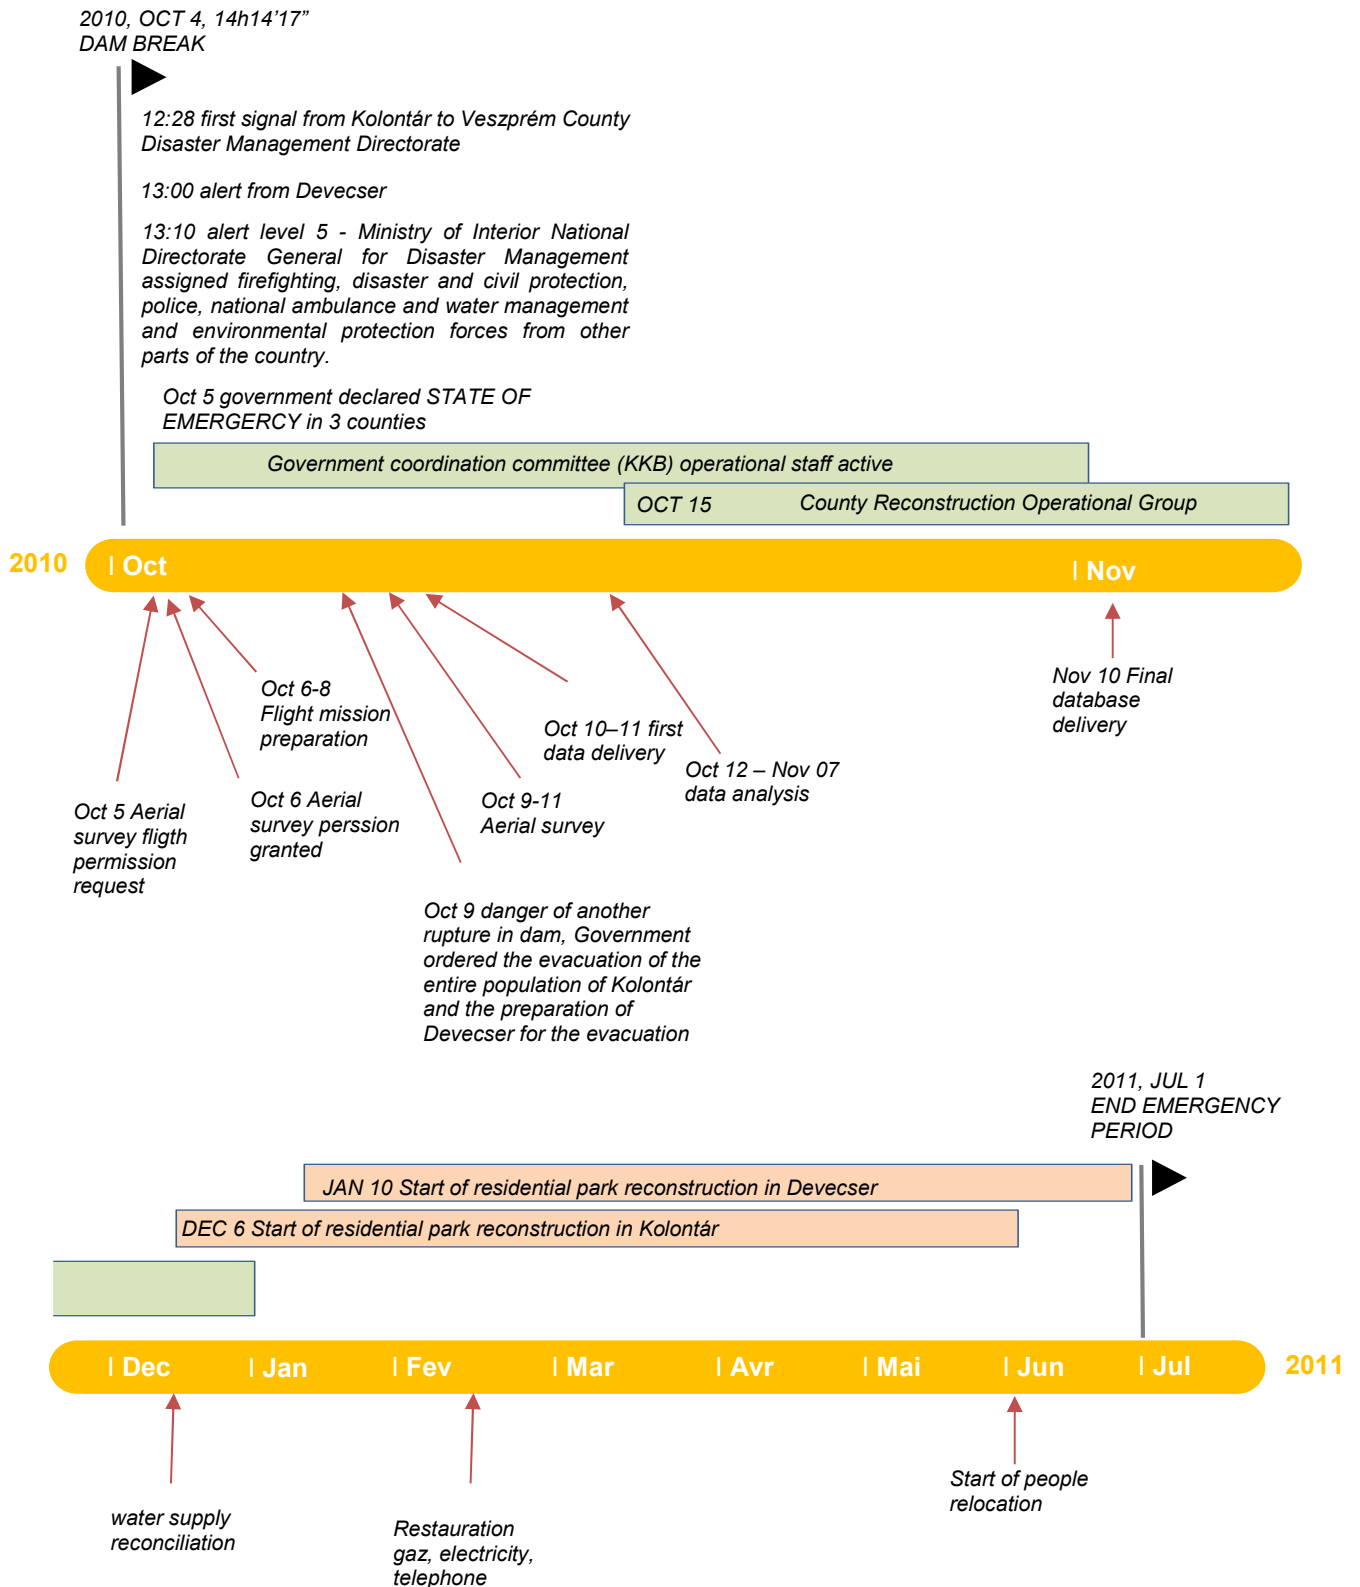 2010, OCT 4, 14h14’17”
DAM BREAK
12:28 first signal from Kolontár to Veszprém County
Disaster Management Directorate
13:00 alert from Devecser
13:10 alert level 5 - Ministry of Interior National
Directorate General for Disaster Management
assigned firefighting, disaster and civil protection,
police, national ambulance and water management
and environmental protection forces from other
parts of the country.
Oct 5 government declared STATE OF
EMERGERCY in 3 counties
Government coordination committee (KKB) operational staff active
OCT 15 County Reconstruction Operational Group
2010 I Oct I Nov
Oct 6-8
Flight mission
preparation
Oct 10–11 first
data delivery
Nov 10 Final
database
delivery
Oct 12 – Nov 07
data analysis
Oct 5 Aerial
survey fligth
permission
request
Oct 6 Aerial
survey perssion
granted
Oct 9-11
Aerial survey
Oct 9 danger of another
rupture in dam, Government
ordered the evacuation of the
entire population of Kolontár
and the preparation of
Devecser for the evacuation
2011, JUL 1
END EMERGENCY
PERIOD
JAN 10 Start of residential park reconstruction in Devecser
DEC 6 Start of residential park reconstruction in Kolontár
I Dec I Jan I Fev I Mar I Avr I Mai I Jun I Jul 2011
water supply
reconciliation
Restauration
gaz, electricity,
telephone
Start of people
relocation